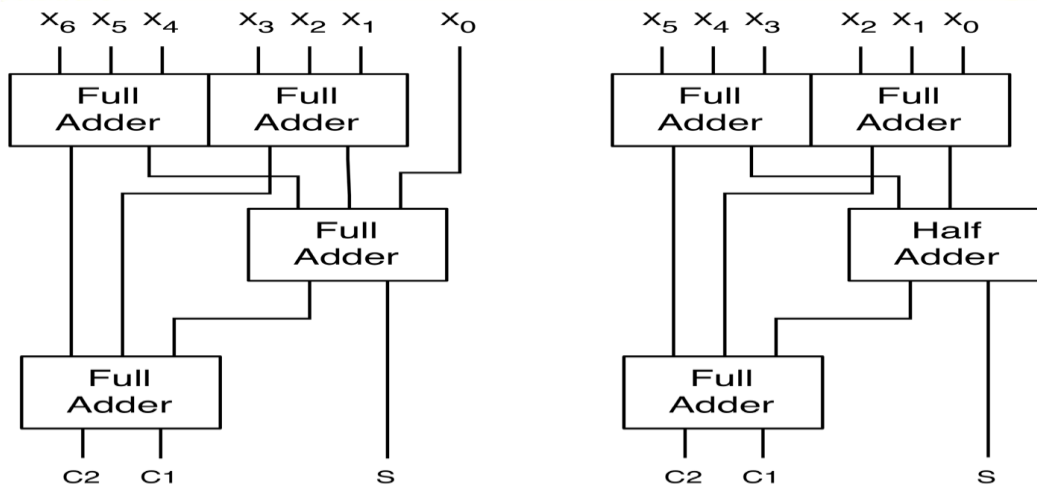 X₆ X₅ X₄ X₃ X₂ X₁ X₀ X₅ X₄ X₃ X₂ X₁ X₀
Full Adder
Full Adder
Full Adder
Full Adder
Full Adder
Half Adder
Full Adder
Full Adder
C2 C1 S C2 C1 S